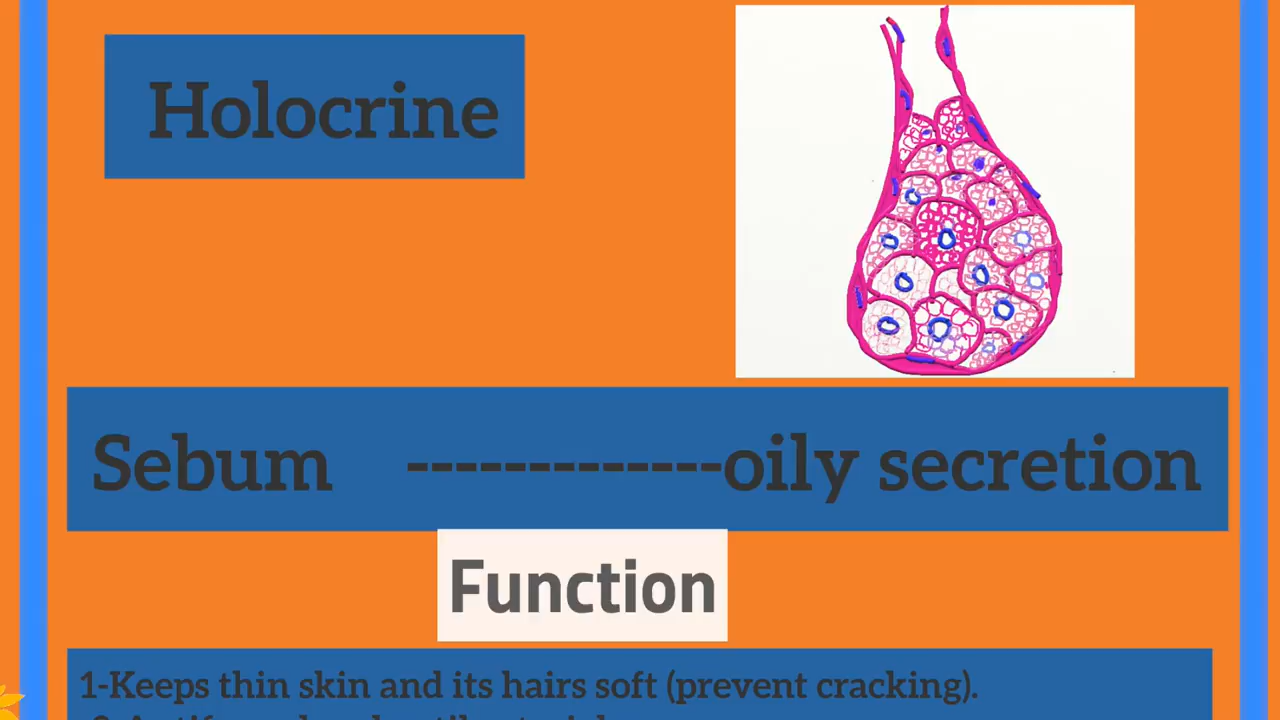 Holocrine
Sebum -------------oily secretion
Function
1-Keeps thin skin and its hairs soft (prevent cracking).